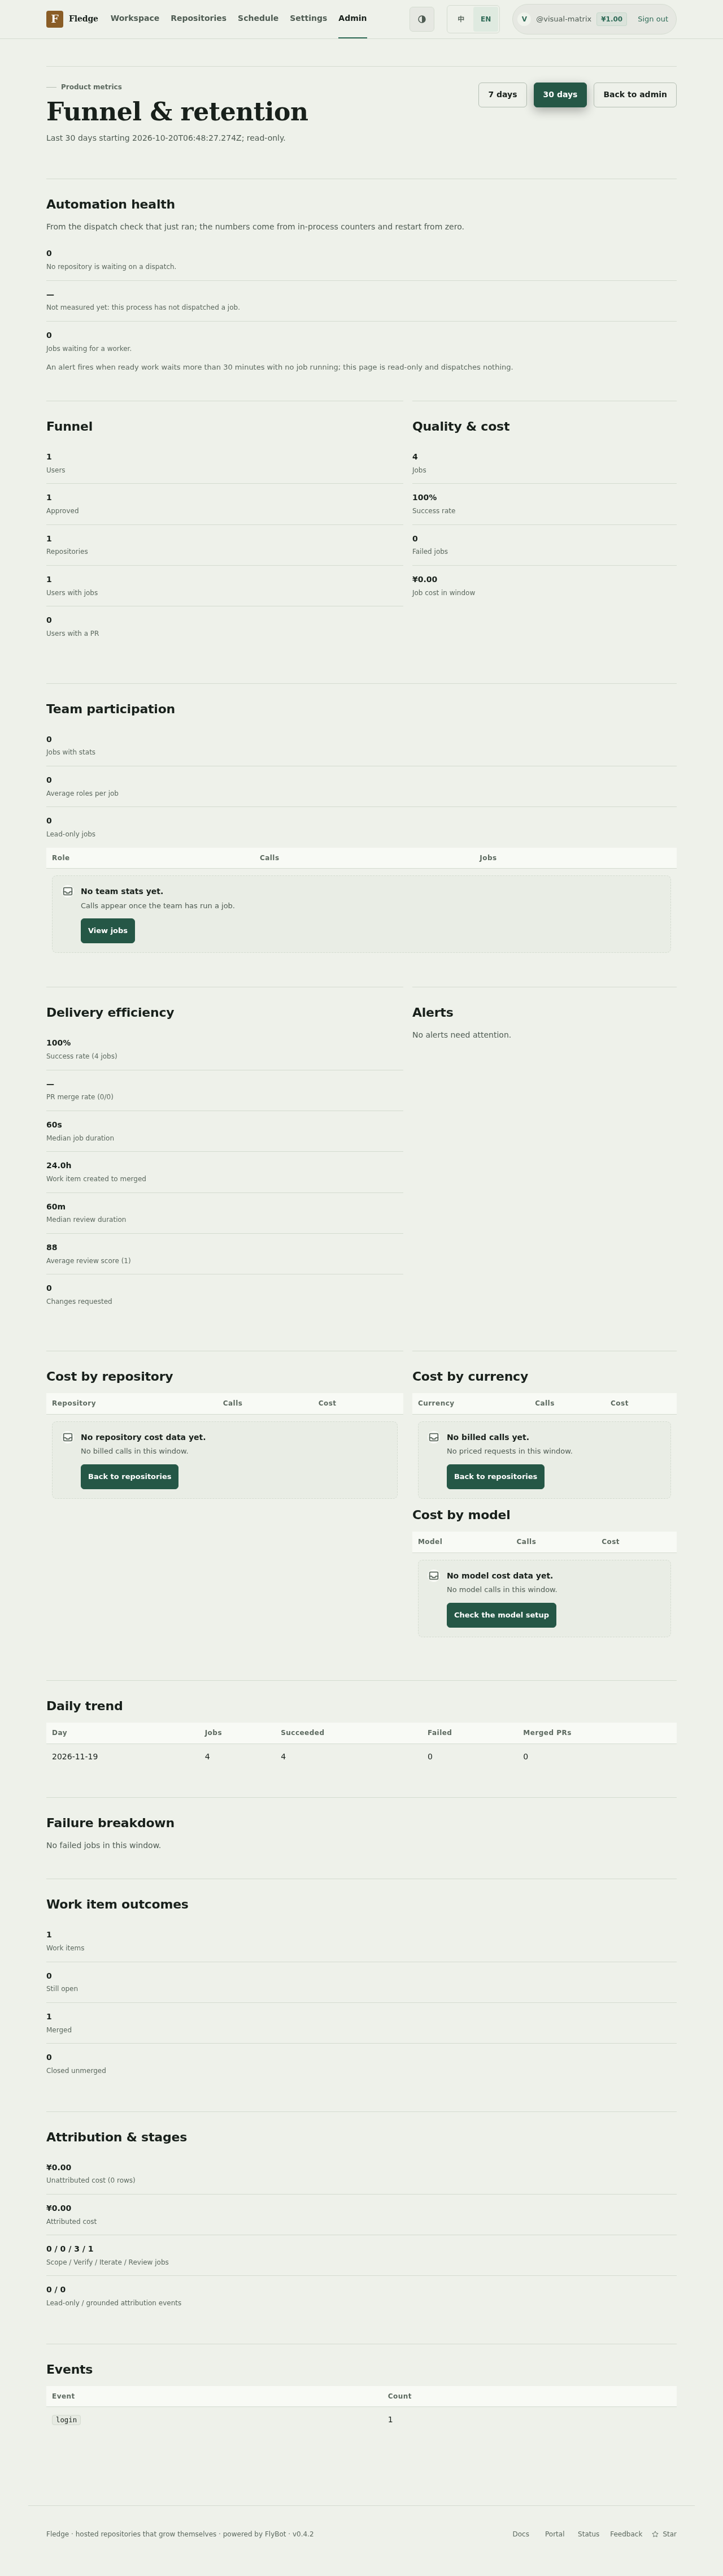 F Fledge Workspace Repositories Schedule Settings Admin 中 EN V @visual-matrix ¥1.00 Sign out
Product metrics
Funnel & retention
Last 30 days starting 2026-10-20T06:48:27.274Z; read-only.
7 days 30 days Back to admin
Automation health
From the dispatch check that just ran; the numbers come from in-process counters and restart from zero.
0
No repository is waiting on a dispatch.
—
Not measured yet: this process has not dispatched a job.
0
Jobs waiting for a worker.
An alert fires when ready work waits more than 30 minutes with no job running; this page is read-only and dispatches nothing.
Funnel
1
Users
1
Approved
1
Repositories
1
Users with jobs
0
Users with a PR
Quality & cost
4
Jobs
100%
Success rate
0
Failed jobs
¥0.00
Job cost in window
Team participation
0
Jobs with stats
0
Average roles per job
0
Lead-only jobs
Role Calls Jobs
No team stats yet.
Calls appear once the team has run a job.
View jobs
Delivery efficiency
100%
Success rate (4 jobs)
—
PR merge rate (0/0)
60s
Median job duration
24.0h
Work item created to merged
60m
Median review duration
88
Average review score (1)
0
Changes requested
Alerts
No alerts need attention.
Cost by repository
Repository Calls Cost
No repository cost data yet.
No billed calls in this window.
Back to repositories
Cost by currency
Currency Calls Cost
No billed calls yet.
No priced requests in this window.
Back to repositories
Cost by model
Model Calls Cost
No model cost data yet.
No model calls in this window.
Check the model setup
Daily trend
Day Jobs Succeeded Failed Merged PRs
2026-11-19 4 4 0 0
Failure breakdown
No failed jobs in this window.
Work item outcomes
1
Work items
0
Still open
1
Merged
0
Closed unmerged
Attribution & stages
¥0.00
Unattributed cost (0 rows)
¥0.00
Attributed cost
0 / 0 / 3 / 1
Scope / Verify / Iterate / Review jobs
0 / 0
Lead-only / grounded attribution events
Events
Event Count
login 1
Fledge · hosted repositories that grow themselves · powered by FlyBot · v0.4.2
Docs Portal Status Feedback Star